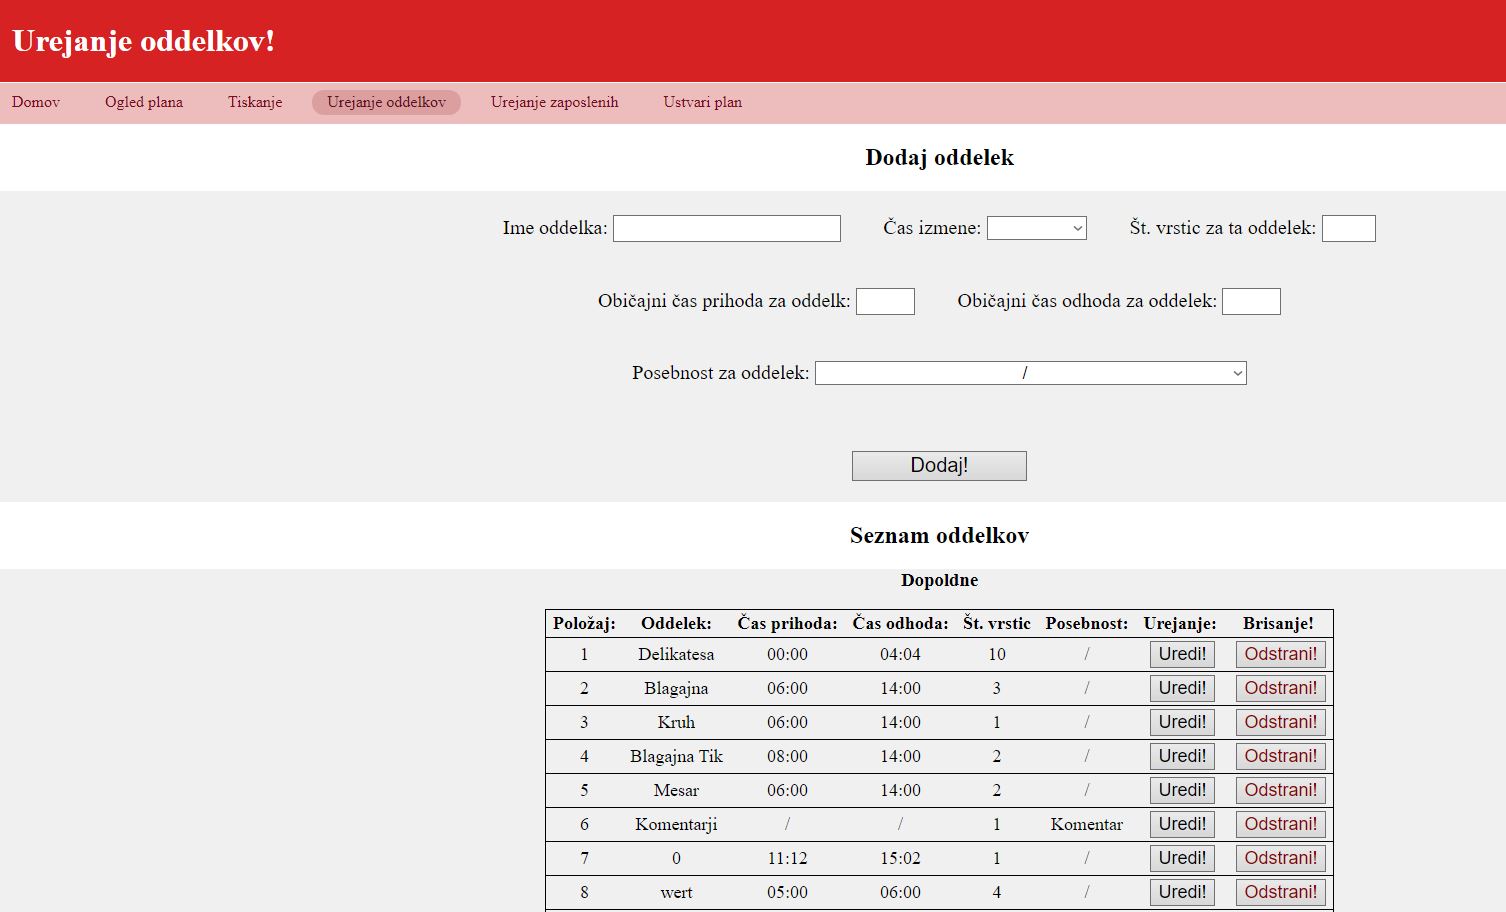 Urejanje oddelkov!
Domov Ogled plana Tiskanje Urejanje oddelkov Urejanje zaposlenih Ustvari plan
Dodaj oddelek
Ime oddelka: Čas izmene: Št. vrstic za ta oddelek:
Običajni čas prihoda za oddelk: Običajni čas odhoda za oddelek:
Posebnost za oddelek: /
Dodaj!
Seznam oddelkov
Dopoldne
Položaj: Oddelek: Čas prihoda: Čas odhoda: Št. vrstic Posebnost: Urejanje: Brisanje!
1 Delikatesa 00:00 04:04 10 / Uredi! Odstrani!
2 Blagajna 06:00 14:00 3 / Uredi! Odstrani!
3 Kruh 06:00 14:00 1 / Uredi! Odstrani!
4 Blagajna Tik 08:00 14:00 2 / Uredi! Odstrani!
5 Mesar 06:00 14:00 2 / Uredi! Odstrani!
6 Komentarji / / 1 Komentar Uredi! Odstrani!
7 0 11:12 15:02 1 / Uredi! Odstrani!
8 wert 05:00 06:00 4 / Uredi! Odstrani!